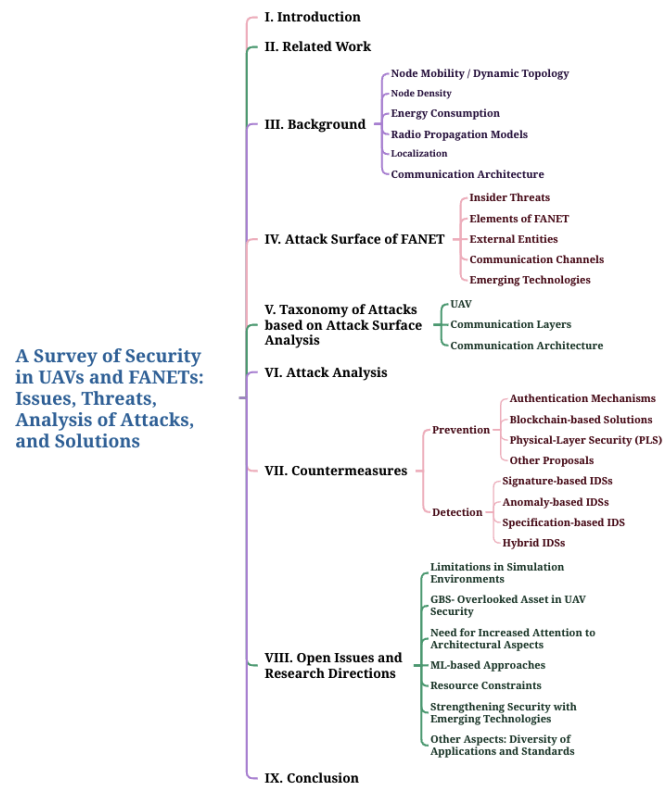 A Survey of Security
in UAVs and FANETs:
Issues, Threats,
Analysis of Attacks,
and Solutions
I. Introduction
II. Related Work
III. Background
Node Mobility / Dynamic Topology
Node Density
Energy Consumption
Radio Propagation Models
Localization
Communication Architecture
IV. Attack Surface of FANET
Insider Threats
Elements of FANET
External Entities
Communication Channels
Emerging Technologies
V. Taxonomy of Attacks
based on Attack Surface
Analysis
UAV
Communication Layers
Communication Architecture
VI. Attack Analysis
VII. Countermeasures
Prevention
Authentication Mechanisms
Blockchain-based Solutions
Physical-Layer Security (PLS)
Other Proposals
Detection
Signature-based IDSs
Anomaly-based IDSs
Specification-based IDS
Hybrid IDSs
VIII. Open Issues and
Research Directions
Limitations in Simulation
Environments
GBS- Overlooked Asset in UAV
Security
Need for Increased Attention to
Architectural Aspects
ML-based Approaches
Resource Constraints
Strengthening Security with
Emerging Technologies
Other Aspects: Diversity of
Applications and Standards
IX. Conclusion